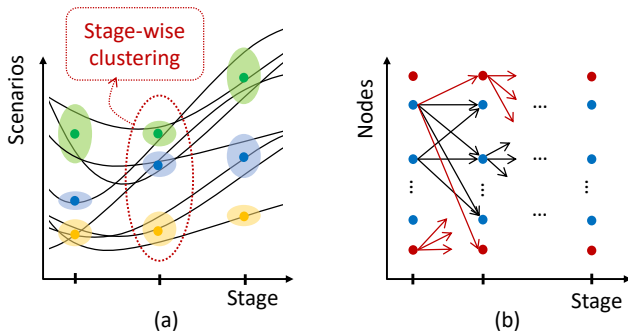 Stage-wise
clustering
Scenarios
Stage
(a)
Nodes
...
...
...
...
...
...
Stage
(b)